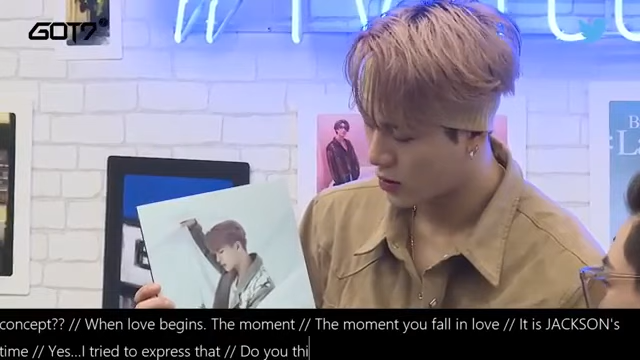 GOT7
B
:La
concept?? // When love begins. The moment // The moment you fall in love // It is JACKSON's
time // Yes...I tried to express that // Do you thi